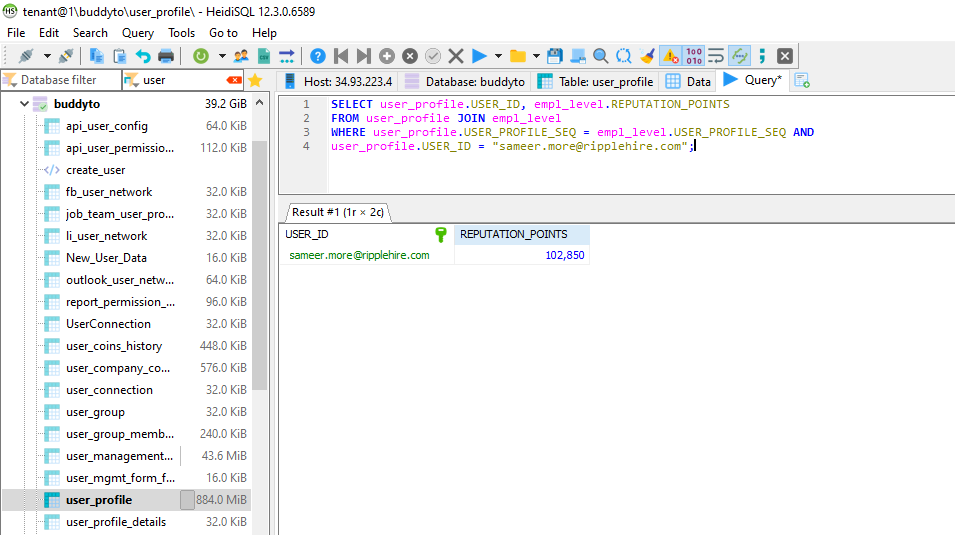 tenant@1\buddyto\user_profile\ - HeidiSQL 12.3.0.6589
File Edit Search Query Tools Go to Help
Database filter
user
Host: 34.93.223.4
Database: buddyto
Table: user_profile
Data
Query*
buddyto 39.2 GiB
api_user_config 64.0 KiB
api_user_permissio... 112.0 KiB
create_user
fb_user_network 32.0 KiB
job_team_user_pro... 32.0 KiB
li_user_network 32.0 KiB
New_User_Data 16.0 KiB
outlook_user_netw... 64.0 KiB
report_permission_... 96.0 KiB
UserConnection 32.0 KiB
user_coins_history 448.0 KiB
user_company_co... 576.0 KiB
user_connection 32.0 KiB
user_group 32.0 KiB
user_group_memb... 240.0 KiB
user_management... 43.6 MiB
user_mgmt_form_f... 16.0 KiB
user_profile 884.0 MiB
user_profile_details 32.0 KiB
1 SELECT user_profile.USER_ID, empl_level.REPUTATION_POINTS
2 FROM user_profile JOIN empl_level
3 WHERE user_profile.USER_PROFILE_SEQ = empl_level.USER_PROFILE_SEQ AND
4 user_profile.USER_ID = "sameer.more@ripplehire.com";
Result #1 (1r × 2c)
USER_ID REPUTATION_POINTS
sameer.more@ripplehire.com 102,850